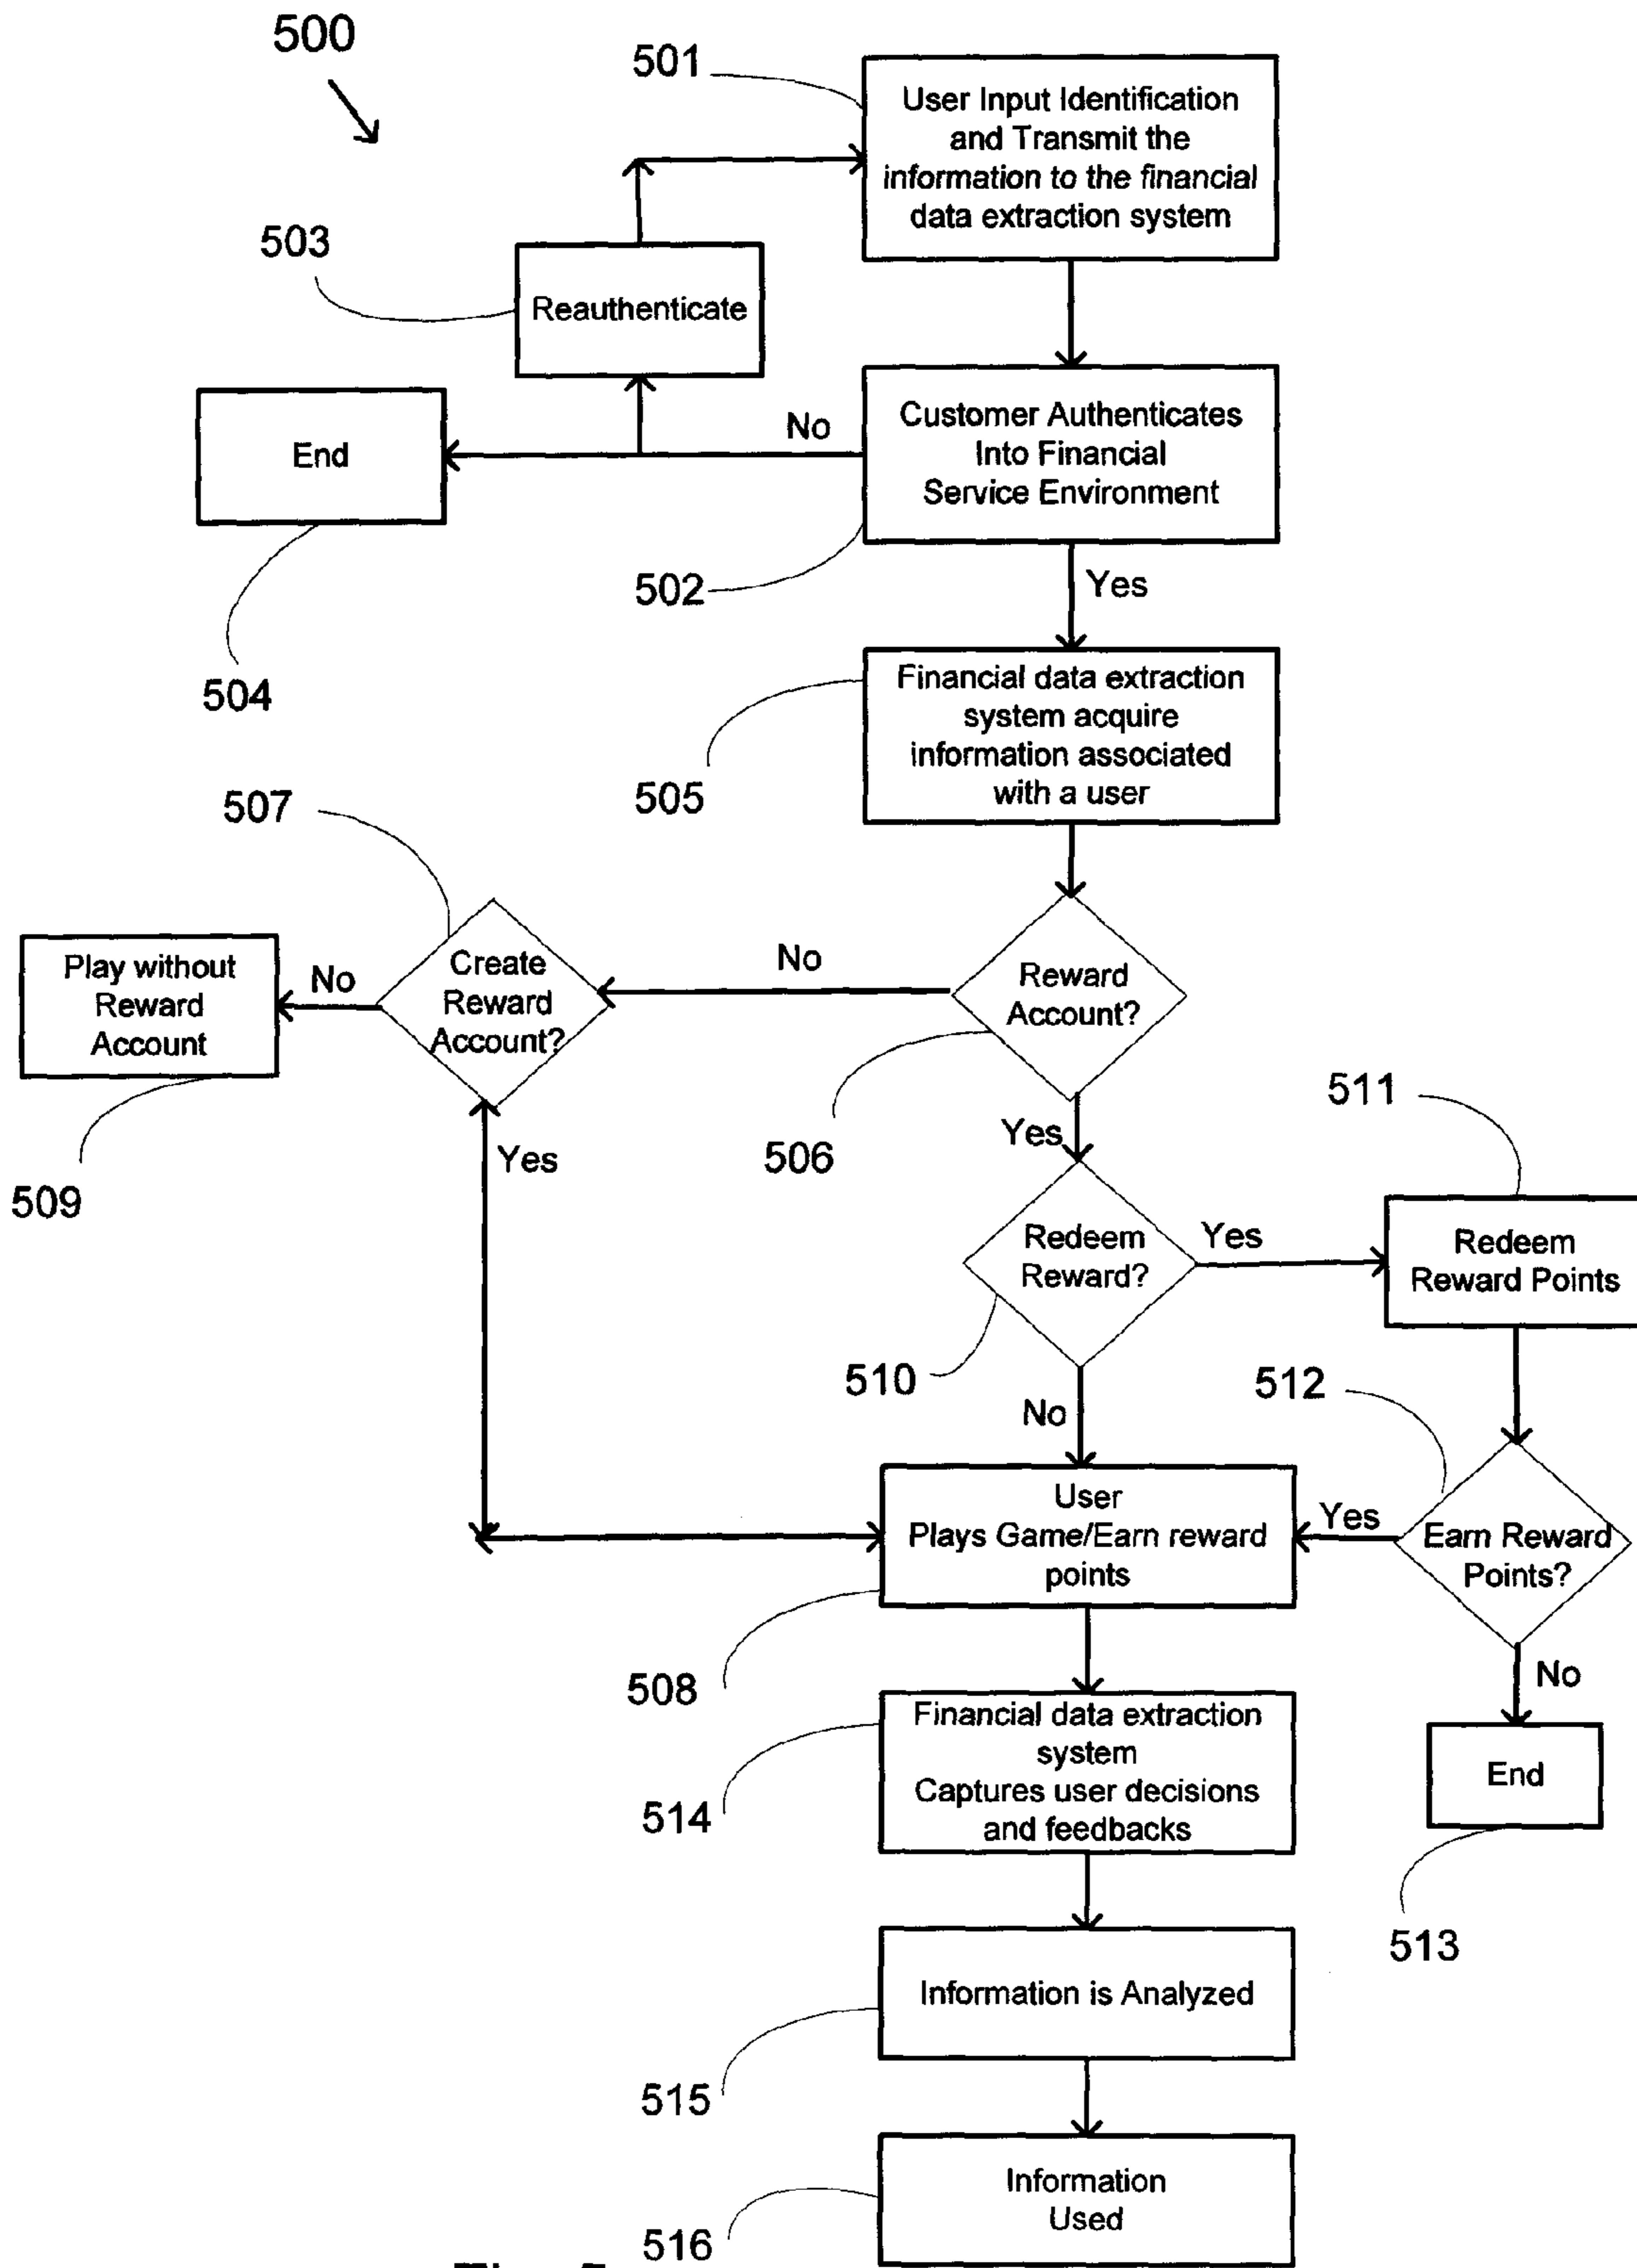 500
501
User Input Identification
and Transmit the
information to the financial
data extraction system
503
Reauthenticate
End
No
Customer Authenticates
Into Financial
Service Environment
502
Yes
504
Financial data extraction
system acquire
information associated
with a user
505
507
Play without
Reward
Account
No
Create
Reward
Account?
No
Reward
Account?
506
509
Yes
Yes
511
Redeem
Reward?
Yes
Redeem
Reward Points
510
No
512
User
Plays Game/Earn reward
points
Yes
Earn Reward
Points?
508
No
Financial data extraction
system
Captures user decisions
and feedbacks
514
End
513
Information is Analyzed
515
Information
Used
516